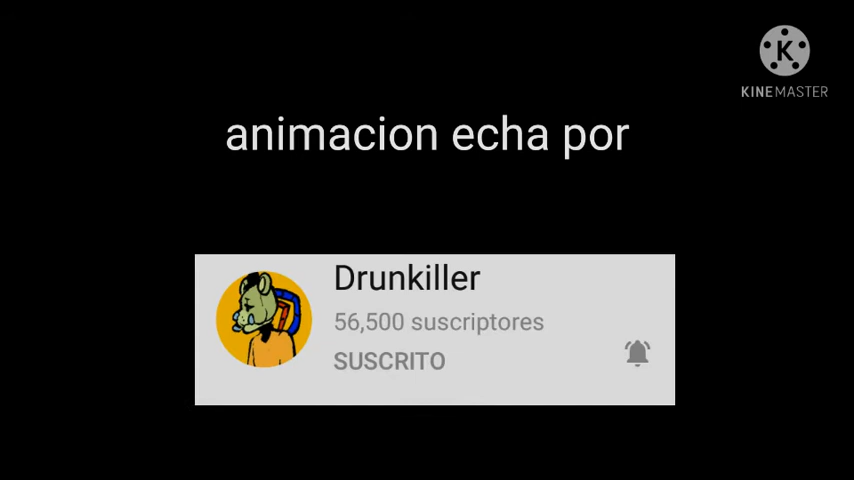 K
KINEMASTER
animacion echa por
Drunkiller
56,500 suscriptores
SUSCRITO